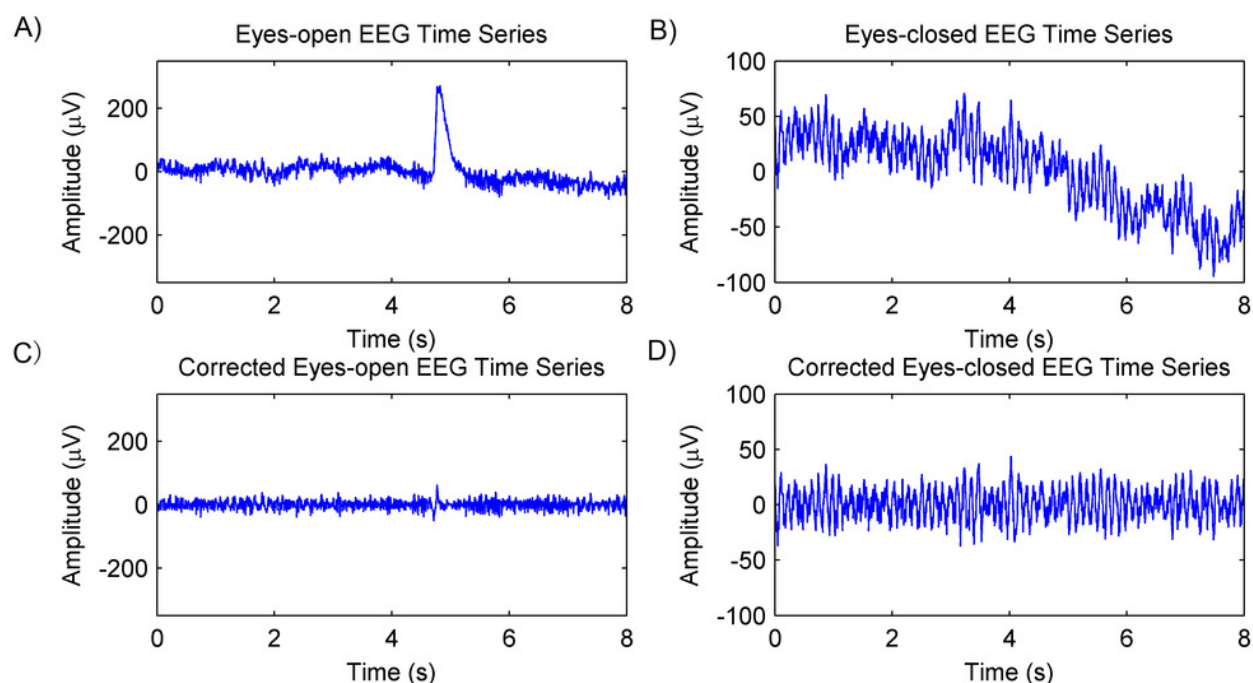 A)
Eyes-open EEG Time Series
200
0
-200
Amplitude (μV)
0 2 4 6 8
Time (s)
B)
Eyes-closed EEG Time Series
100
50
0
-50
-100
Amplitude (μV)
0 2 4 6 8
Time (s)
C)
Corrected Eyes-open EEG Time Series
200
0
-200
Amplitude (μV)
0 2 4 6 8
Time (s)
D)
Corrected Eyes-closed EEG Time Series
100
50
0
-50
-100
Amplitude (μV)
0 2 4 6 8
Time (s)